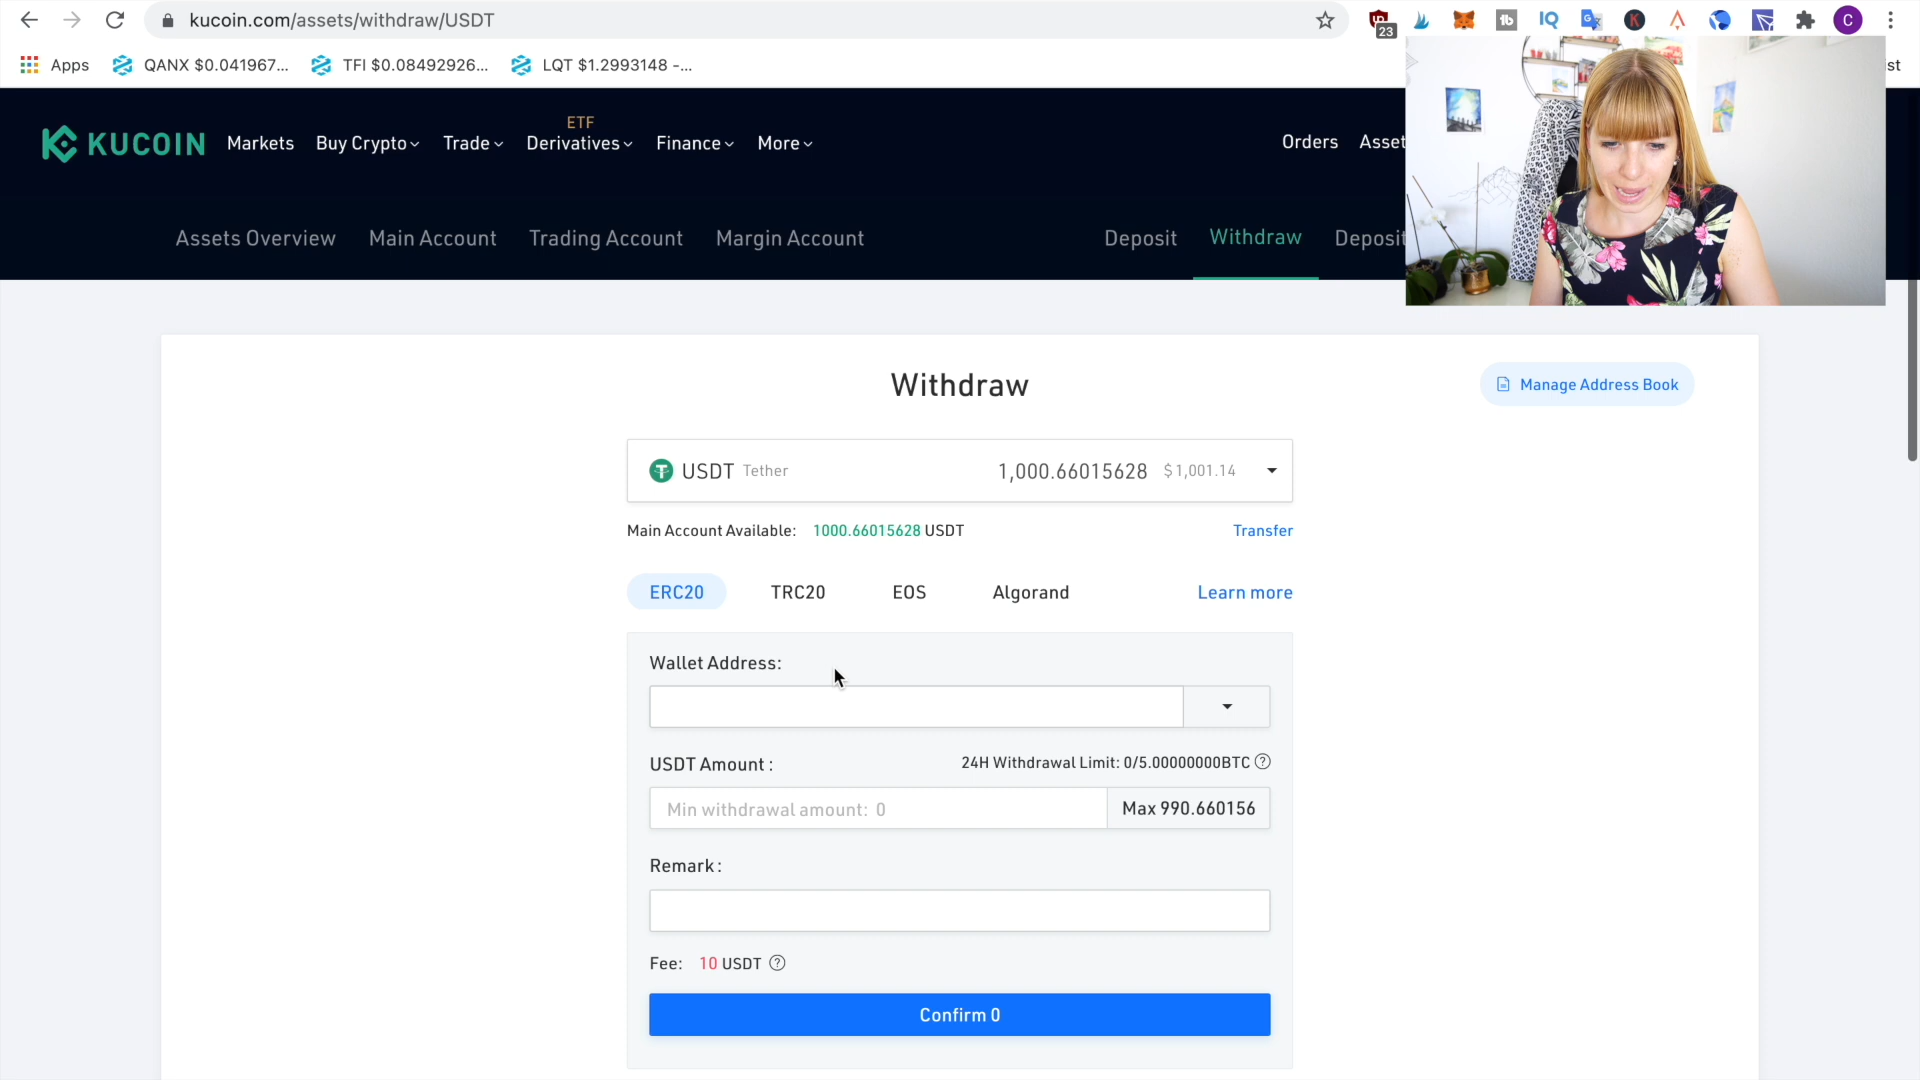 kucoin.com/assets/withdraw/USDT
23
C
Apps
QANX $0.041967...
TFI $0.08492926...
LQT $1.2993148 -...
st
KUCOIN
Markets
Buy Crypto
Trade
ETF
Derivatives
Finance
More
Orders
Asset
Assets Overview
Main Account
Trading Account
Margin Account
Deposit
Withdraw
Deposit
Withdraw
Manage Address Book
USDT Tether 1,000.66015628 $ 1,001.14
Main Account Available: 1000.66015628 USDT Transfer
ERC20 TRC20 EOS Algorand Learn more
Wallet Address:
USDT Amount : 24H Withdrawal Limit: 0/5.00000000BTC ?
Min withdrawal amount: 0 Max 990.660156
Remark :
Fee: 10 USDT ?
Confirm 0